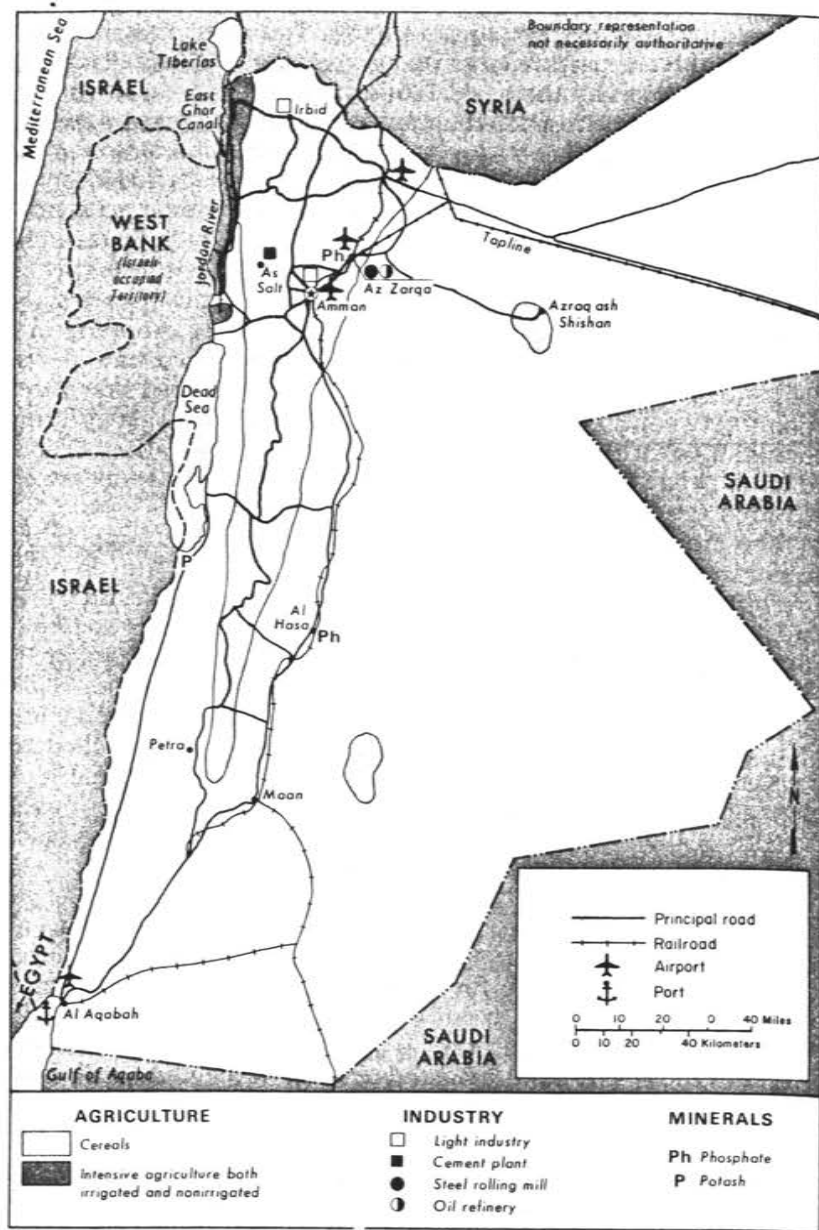 Boundary representation
not necessarily authoritative
Mediterranean Sea
Lake
Tiberias
ISRAEL
East
Ghor
Canal
Irbid
SYRIA
WEST
BANK
(Israeli-
occupied
Territory)
Jordan River
As
Salt
Ph
Amman
Az Zarqa
Tapline
Azraq ash
Shishan
Dead
Sea
SAUDI
ARABIA
P
ISRAEL
Al
Hasa
Ph
Petra
Maan
N
EGYPT
Al Aqabah
Gulf of Aqaba
SAUDI
ARABIA
Principal road
Railroad
Airport
Port
0 10 20 0 40 Miles
0 10 20 40 Kilometers
AGRICULTURE
Cereals
Intensive agriculture both
irrigated and nonirrigated
INDUSTRY
Light industry
Cement plant
Steel rolling mill
Oil refinery
MINERALS
Ph Phosphate
P Potash